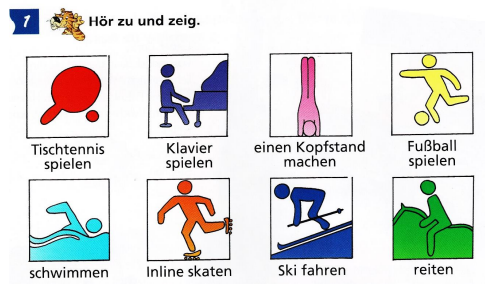 1 Hör zu und zeig.
Tischtennis
spielen
Klavier
spielen
einen Kopfstand
machen
Fußball
spielen
schwimmen
Inline skaten
Ski fahren
reiten